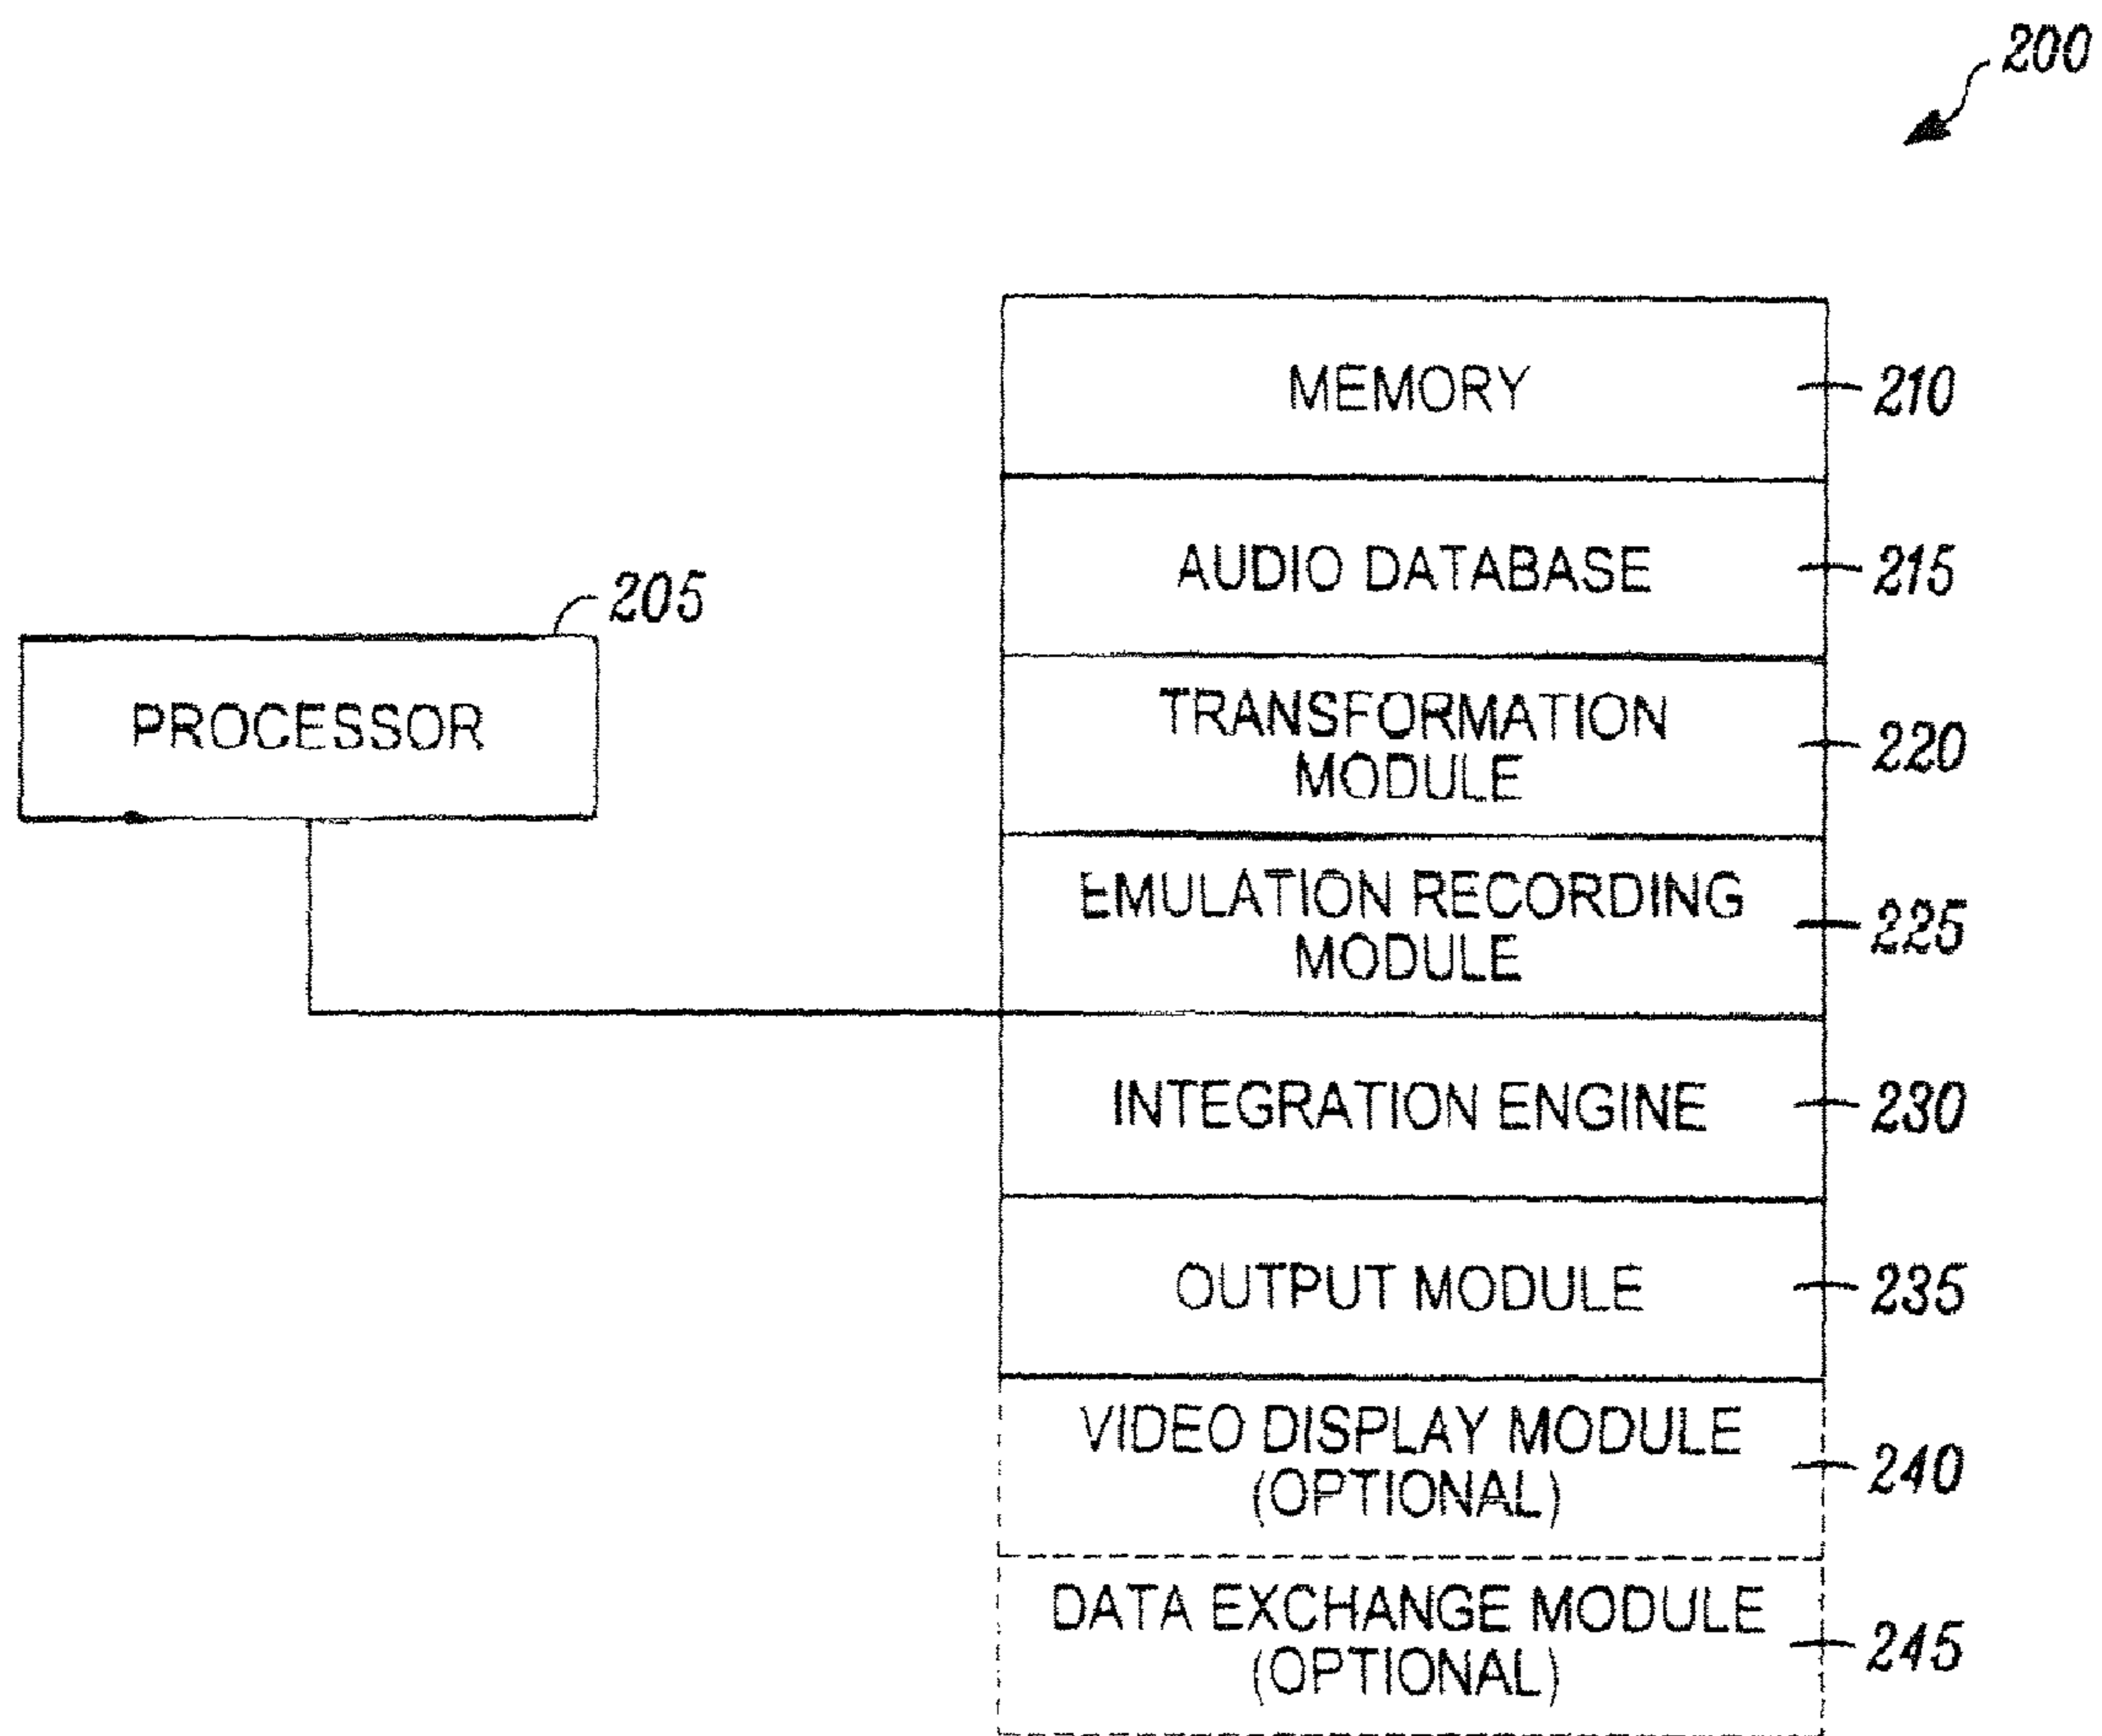 200
MEMORY
210
AUDIO DATABASE
215
205
PROCESSOR
TRANSFORMATION
MODULE
220
EMULATION RECORDING
MODULE
225
INTEGRATION ENGINE
230
OUTPUT MODULE
235
VIDEO DISPLAY MODULE
(OPTIONAL)
240
DATA EXCHANGE MODULE
(OPTIONAL)
245